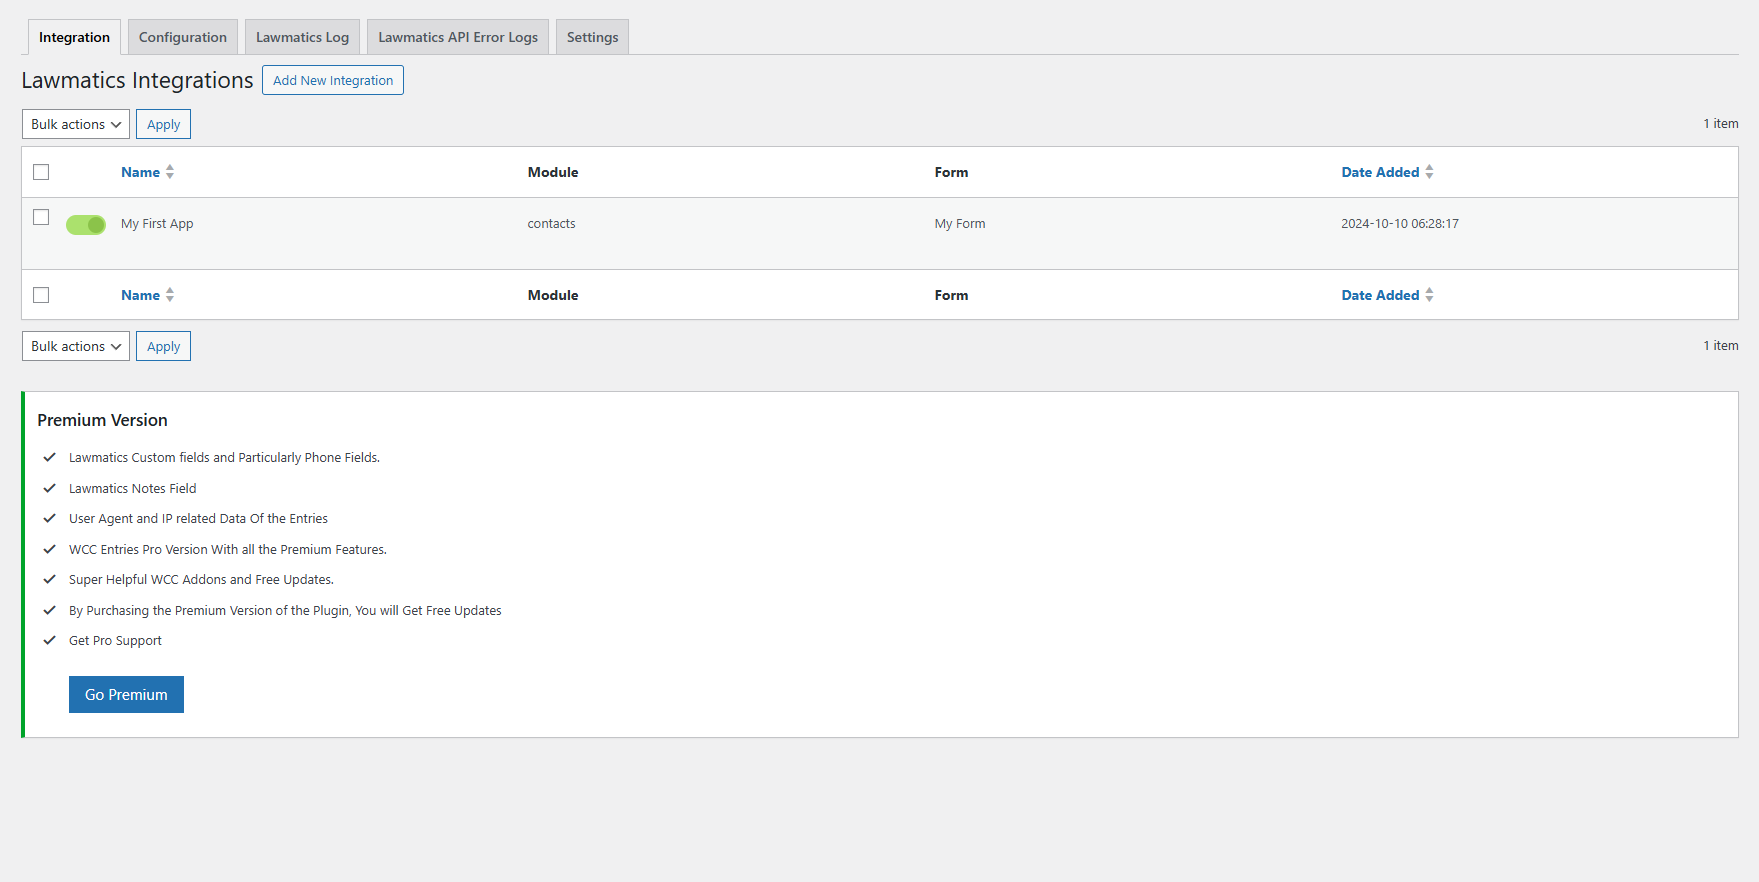 Integration Configuration Lawmatics Log Lawmatics API Error Logs Settings
Lawmatics Integrations Add New Integration
Bulk actions Apply 1 item
Name Module Form Date Added
My First App contacts My Form 2024-10-10 06:28:17
Name Module Form Date Added
Bulk actions Apply 1 item
Premium Version
Lawmatics Custom fields and Particularly Phone Fields.
Lawmatics Notes Field
User Agent and IP related Data Of the Entries
WCC Entries Pro Version With all the Premium Features.
Super Helpful WCC Addons and Free Updates.
By Purchasing the Premium Version of the Plugin, You will Get Free Updates
Get Pro Support
Go Premium